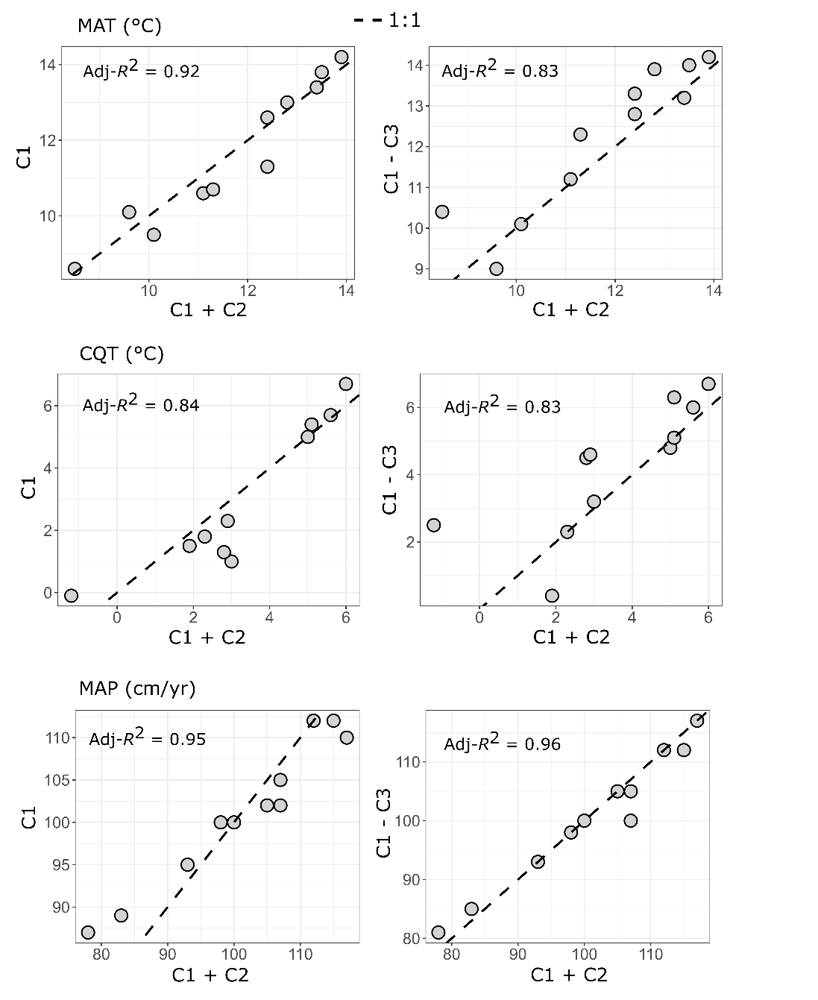 MAT (°C)
1:1
Adj-R2 = 0.92
14
12
10
C1
10 12 14
C1 + C2
Adj-R2 = 0.83
14
13
12
11
10
9
C1 - C3
10 12 14
C1 + C2
CQT (°C)
Adj-R2 = 0.84
6
4
2
0
C1
0 2 4 6
C1 + C2
Adj-R2 = 0.83
6
4
2
C1 - C3
0 2 4 6
C1 + C2
MAP (cm/yr)
Adj-R2 = 0.95
110
105
100
95
90
C1
80 90 100 110
C1 + C2
Adj-R2 = 0.96
110
100
90
80
C1 - C3
80 90 100 110
C1 + C2